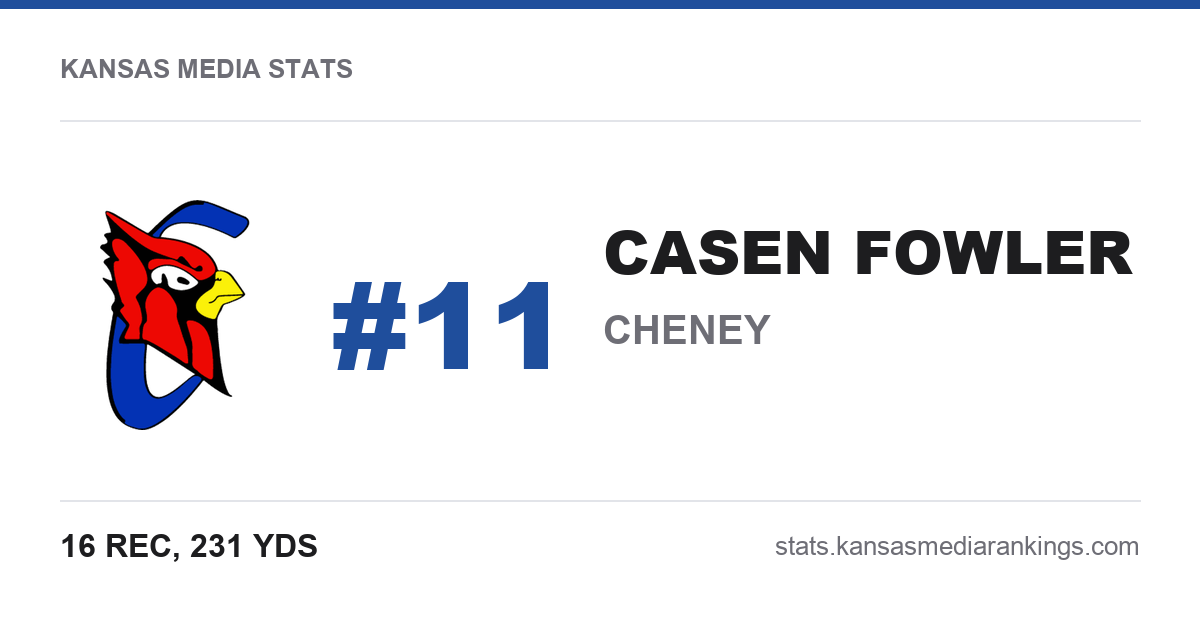 KANSAS MEDIA STATS
#11
CASEN FOWLER
CHENEY
16 REC, 231 YDS
stats.kansasmediarankings.com